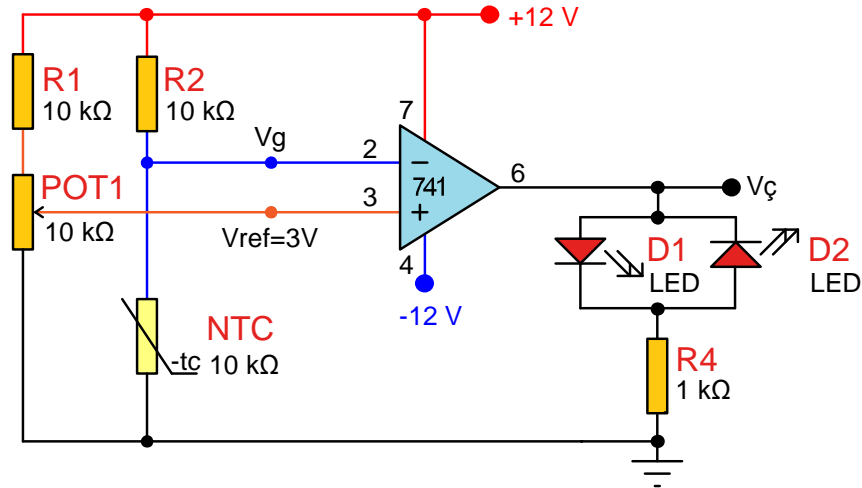 +12 V
R1
10 kΩ
R2
10 kΩ
7
Vg
2
−
741
6
Vç
POT1
10 kΩ
3
+
Vref=3V
4
-12 V
D1
LED
D2
LED
NTC
-tc 10 kΩ
R4
1 kΩ